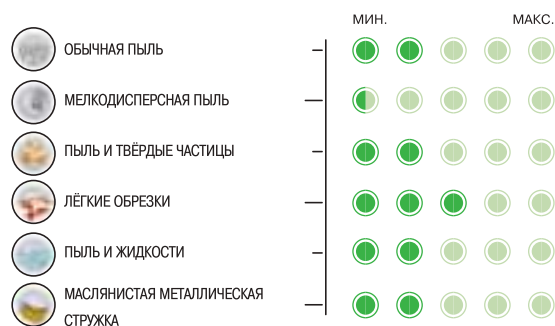 МИН. МАКС.
ОБЫЧНАЯ ПЫЛЬ
МЕЛКОДИСПЕРСНАЯ ПЫЛЬ
ПЫЛЬ И ТВЁРДЫЕ ЧАСТИЦЫ
ЛЁГКИЕ ОБРЕЗКИ
ПЫЛЬ И ЖИДКОСТИ
МАСЛЯНИСТАЯ МЕТАЛЛИЧЕСКАЯ
СТРУЖКА